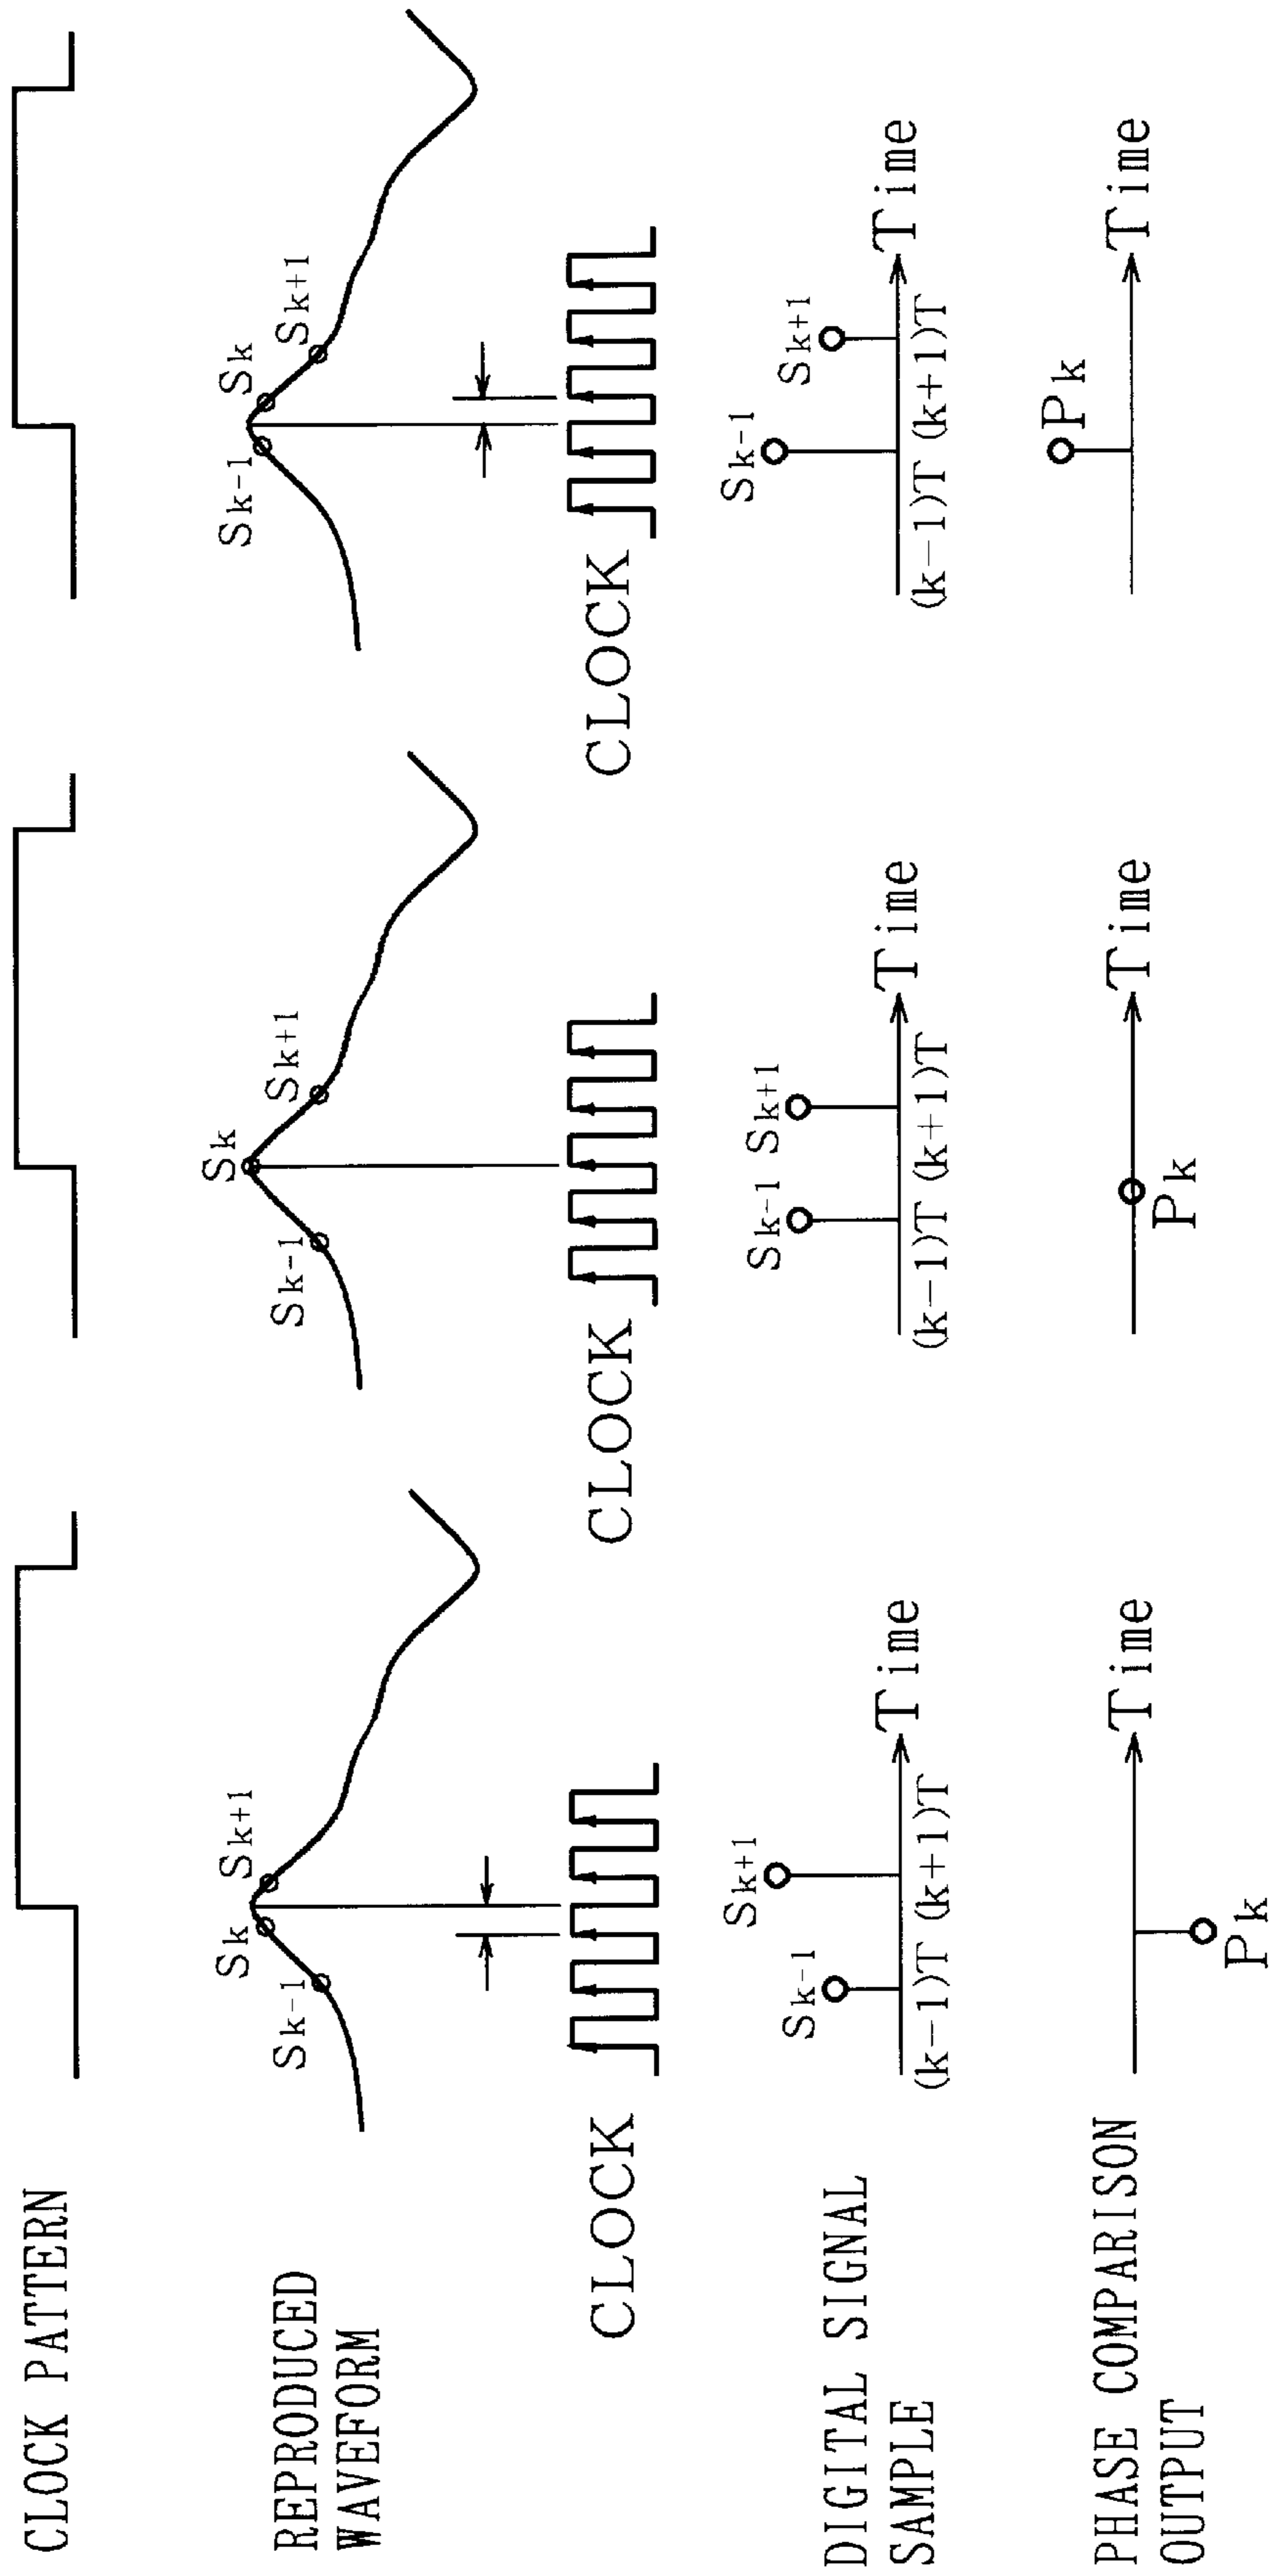 CLOCK PATTERN
REPRODUCED
WAVEFORM
Sk-1
Sk
Sk+1
Sk-1
Sk
Sk+1
Sk-1
Sk
Sk+1
CLOCK
CLOCK
CLOCK
DIGITAL SIGNAL
SAMPLE
Sk-1
Sk+1
(k-1)T (k+1)T
Time
Sk-1
Sk+1
(k-1)T (k+1)T
Time
Sk-1
Sk+1
(k-1)T (k+1)T
Time
PHASE COMPARISON
OUTPUT
Pk
Time
Pk
Time
Pk
Time